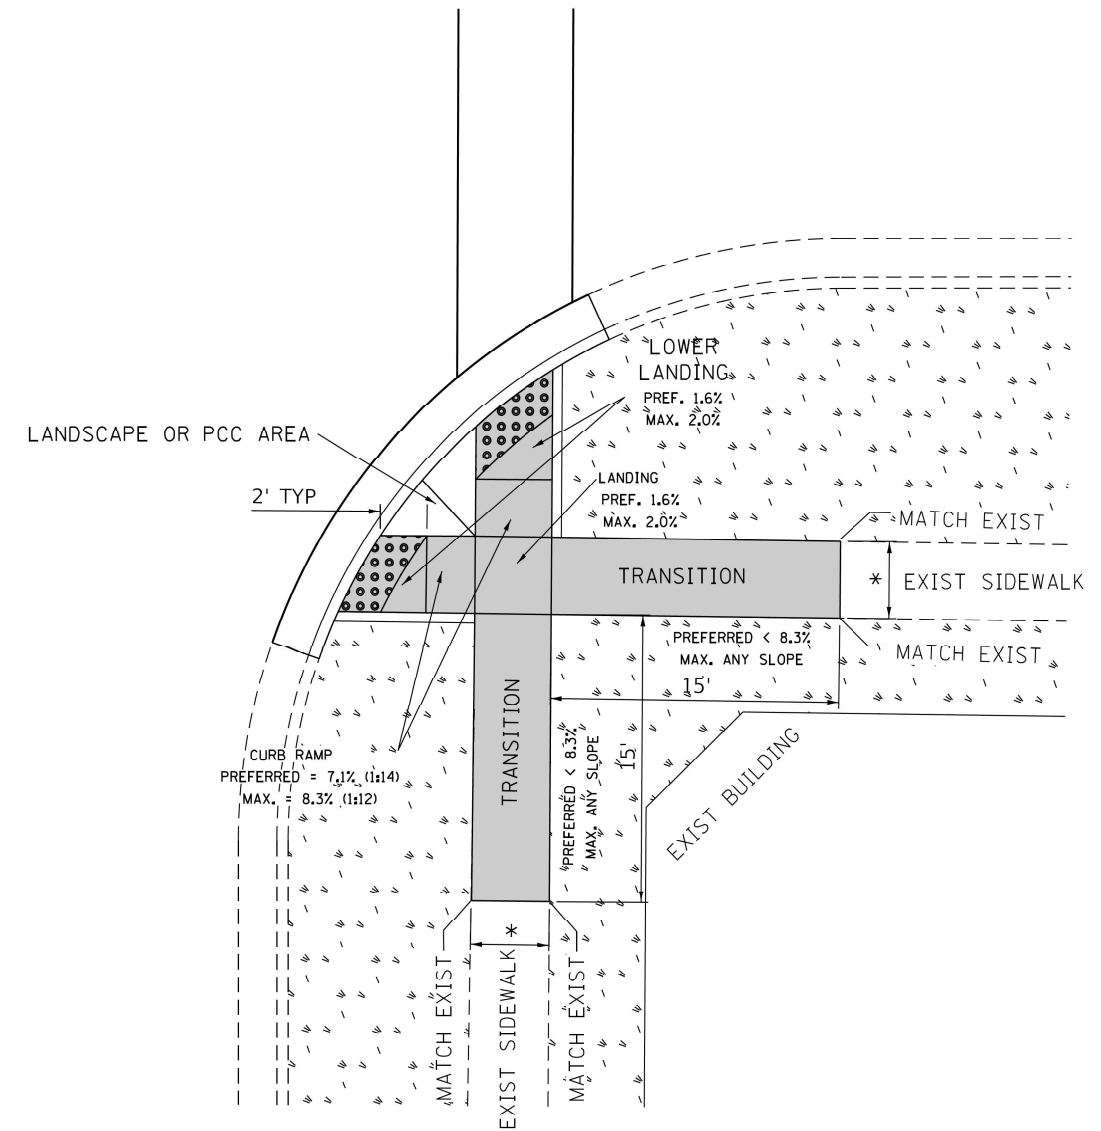 LOWER
LANDING
PREF. 1.6%
MAX. 2.0%
LANDSCAPE OR PCC AREA
LANDING
PREF. 1.6%
MAX. 2.0%
2' TYP
MATCH EXIST
TRANSITION
* EXIST SIDEWALK
PREFERRED < 8.3%
MAX. ANY SLOPE
MATCH EXIST
15'
TRANSITION
PREFERRED < 8.3%
MAX. ANY SLOPE
15'
EXIST BUILDING
CURB RAMP
PREFERRED = 7.1% (1:14)
MAX. = 8.3% (1:12)
MATCH EXIST
EXIST SIDEWALK *
MATCH EXIST